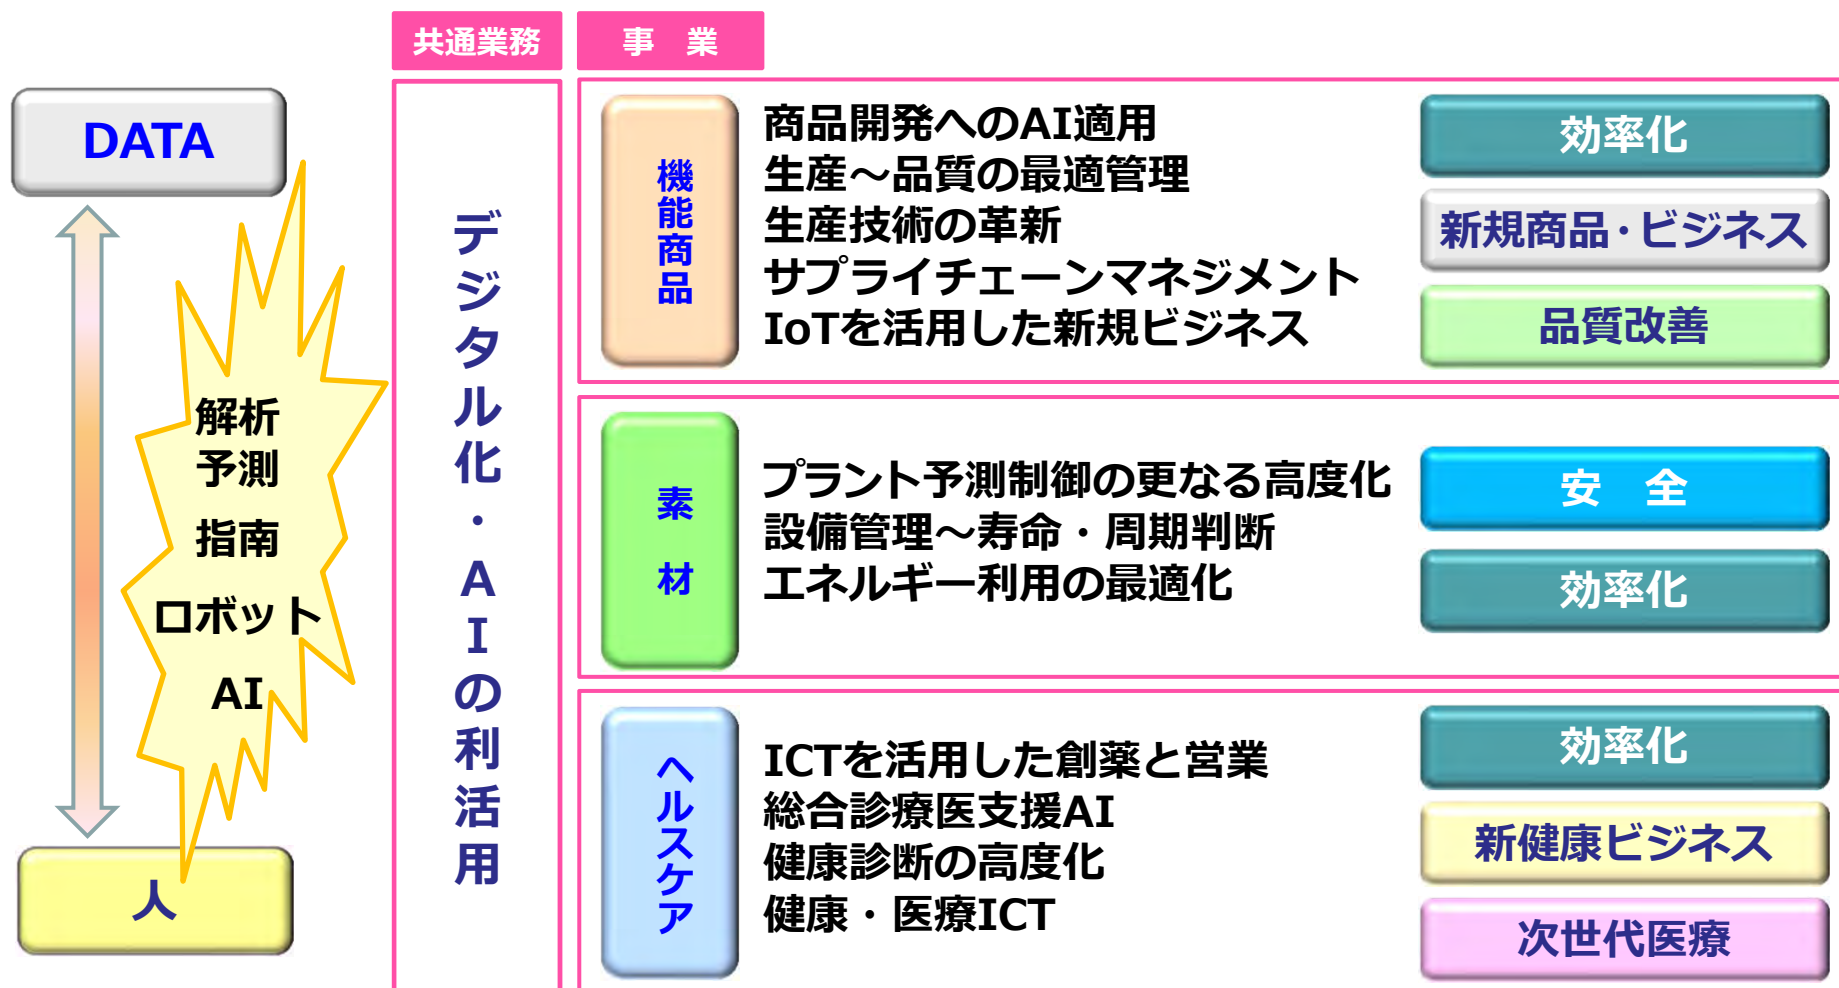 共通業務
事　業
DATA
解析
予測
指南
ロボット
AI
人
デジタル化・AIの利活用
機能商品
商品開発へのAI適用
生産～品質の最適管理
生産技術の革新
サプライチェーンマネジメント
IoTを活用した新規ビジネス
効率化
新規商品・ビジネス
品質改善
素　材
プラント予測制御の更なる高度化
設備管理～寿命・周期判断
エネルギー利用の最適化
安　全
効率化
ヘルスケア
ICTを活用した創薬と営業
総合診療医支援AI
健康診断の高度化
健康・医療ICT
効率化
新健康ビジネス
次世代医療